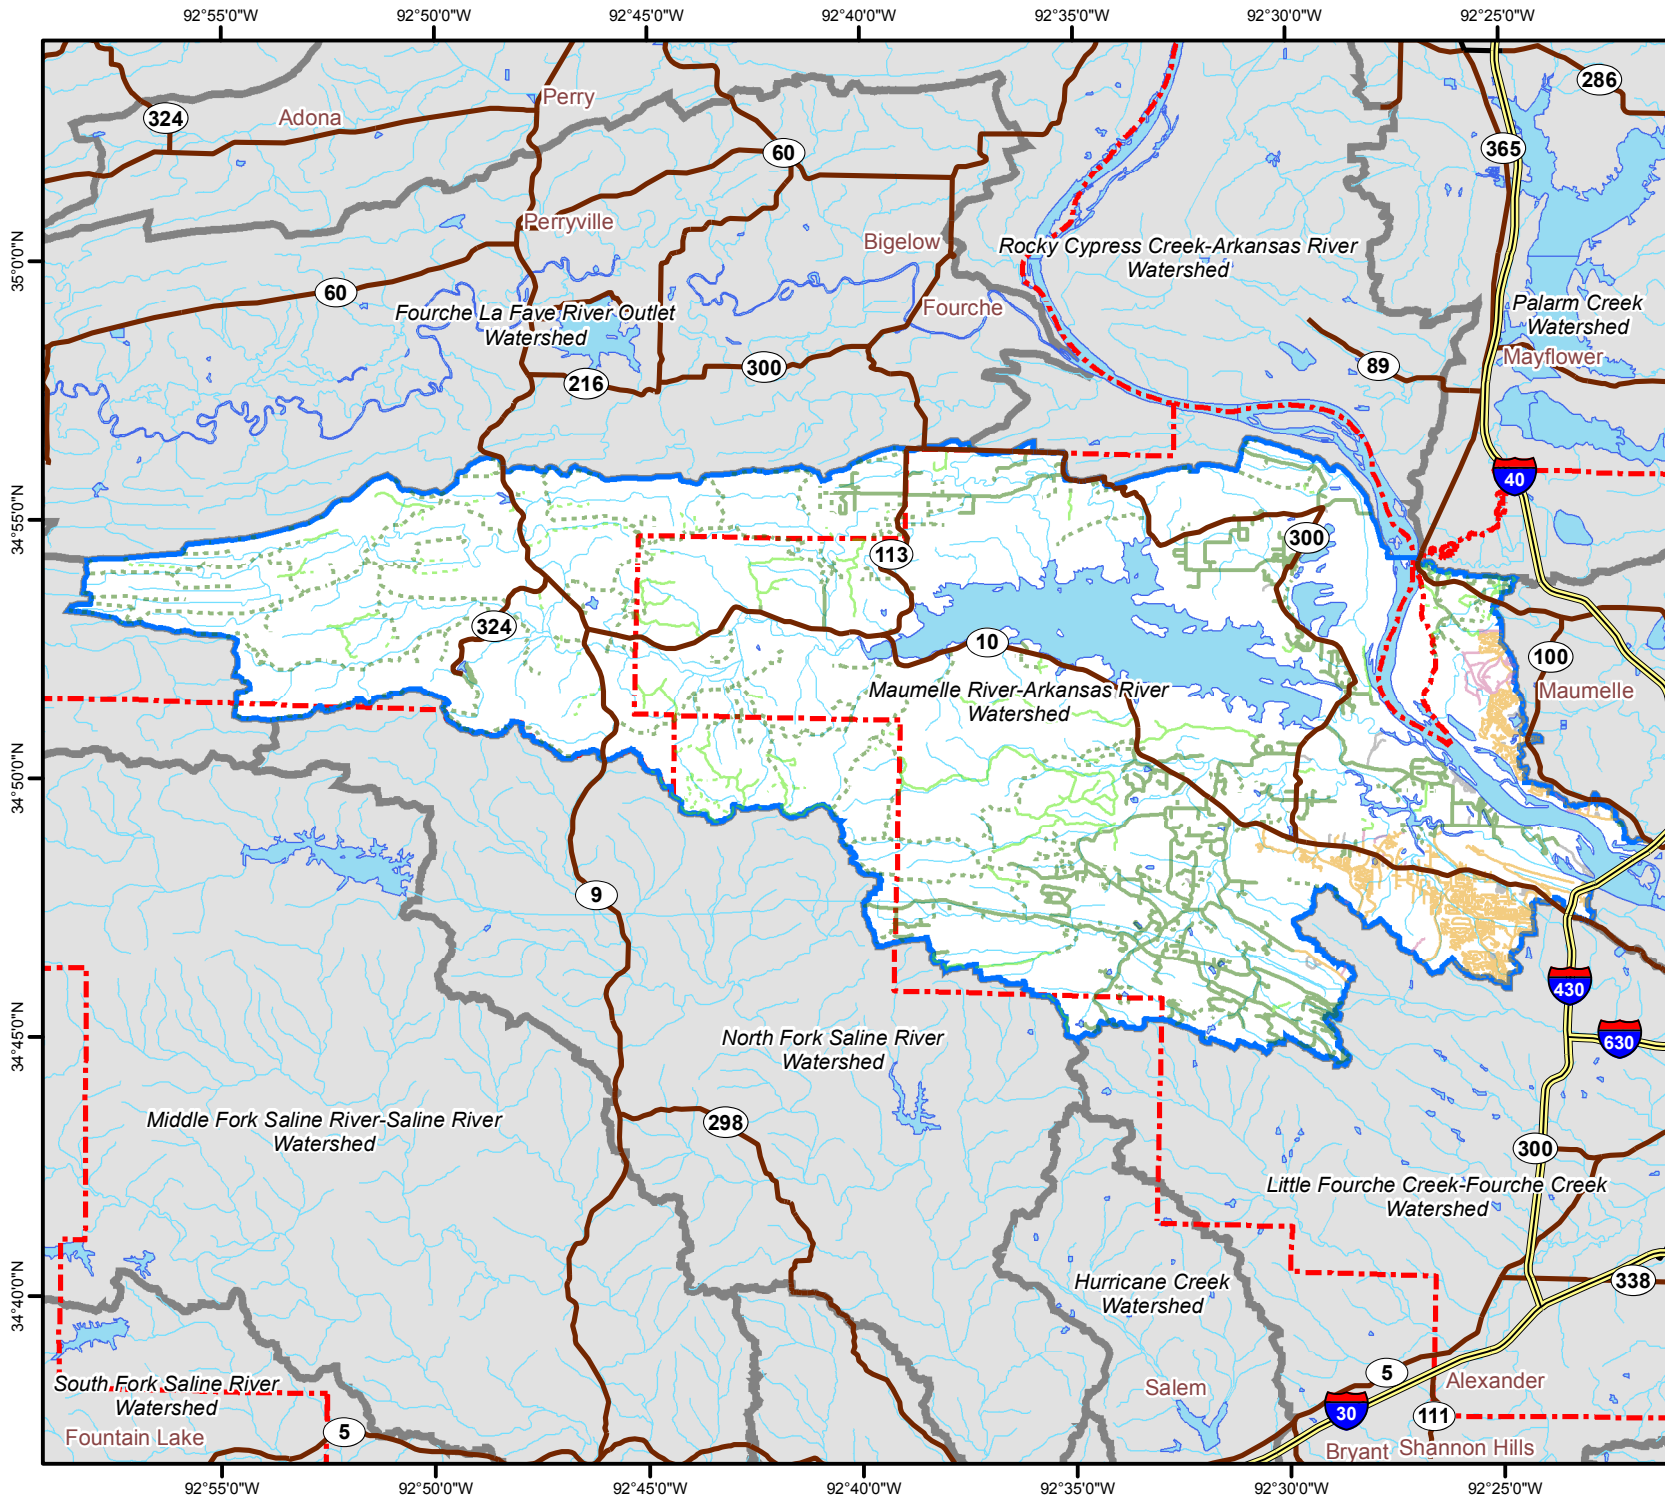 92°55'0"W
92°50'0"W
92°45'0"W
92°40'0"W
92°35'0"W
92°30'0"W
92°25'0"W
286
324
Adona
Perry
365
60
Perryville
Bigelow
Rocky Cypress Creek-Arkansas River
Watershed
35°0'0"N
60
Fourche La Fave River Outlet
Watershed
Fourche
Palarm Creek
Watershed
Mayflower
216
300
89
40
34°55'0"N
113
300
324
10
100
Maumelle River-Arkansas River
Watershed
Maumelle
34°50'0"N
9
430
34°45'0"N
North Fork Saline River
Watershed
630
Middle Fork Saline River-Saline River
Watershed
298
300
Little Fourche Creek-Fourche Creek
Watershed
34°40'0"N
Hurricane Creek
Watershed
338
South Fork Saline River
Watershed
5
Salem
Alexander
30
111
Fountain Lake
5
Bryant
Shannon Hills
92°55'0"W
92°50'0"W
92°45'0"W
92°40'0"W
92°35'0"W
92°30'0"W
92°25'0"W